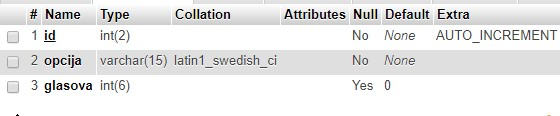 # Name Type Collation Attributes Null Default Extra
1 id int(2) No None AUTO_INCREMENT
2 opcija varchar(15) latin1_swedish_ci No None
3 glasova int(6) Yes 0